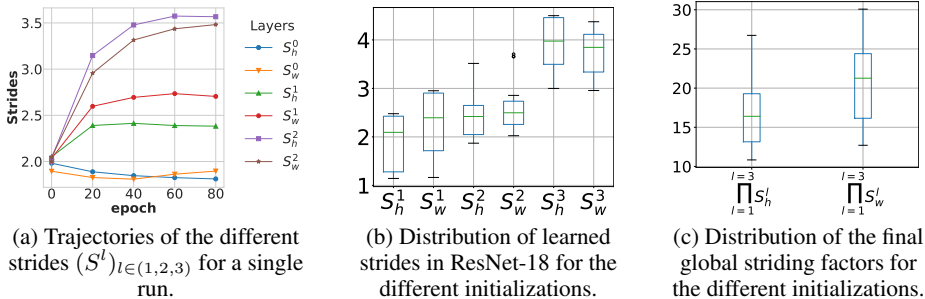 3.5
3.0
2.5
2.0
Strides
0 20 40 60 80
epoch
Layers
S_h^0
S_w^0
S_h^1
S_w^1
S_h^2
S_w^2
(a) Trajectories of the different
strides (S^l)_{l∈(1,2,3)} for a single
run.
4
3
2
1
S_h^1 S_w^1 S_h^2 S_w^2 S_h^3 S_w^3
(b) Distribution of learned
strides in ResNet-18 for the
different initializations.
30
25
20
15
10
∏_{l=1}^{l=3} S_h^l ∏_{l=1}^{l=3} S_w^l
(c) Distribution of the final
global striding factors for
the different initializations.